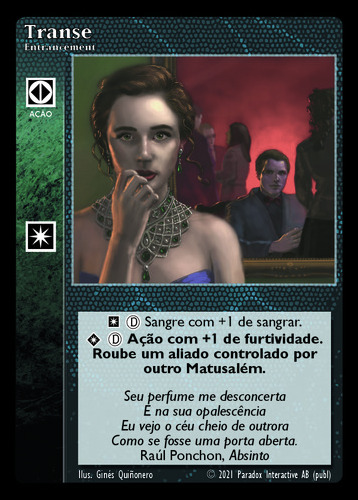 Transe
Entrancement
AÇÃO
D Sangre com +1 de sangrar.
D Ação com +1 de furtividade.
Roube um aliado controlado por
outro Matusalém.
Seu perfume me desconcerta
E na sua opalescência
Eu vejo o céu cheio de outrora
Como se fosse uma porta aberta.
Raúl Ponchon, Absinto
Ilus. Ginés Quiñonero
© 2021 Paradox Interactive AB (publ)